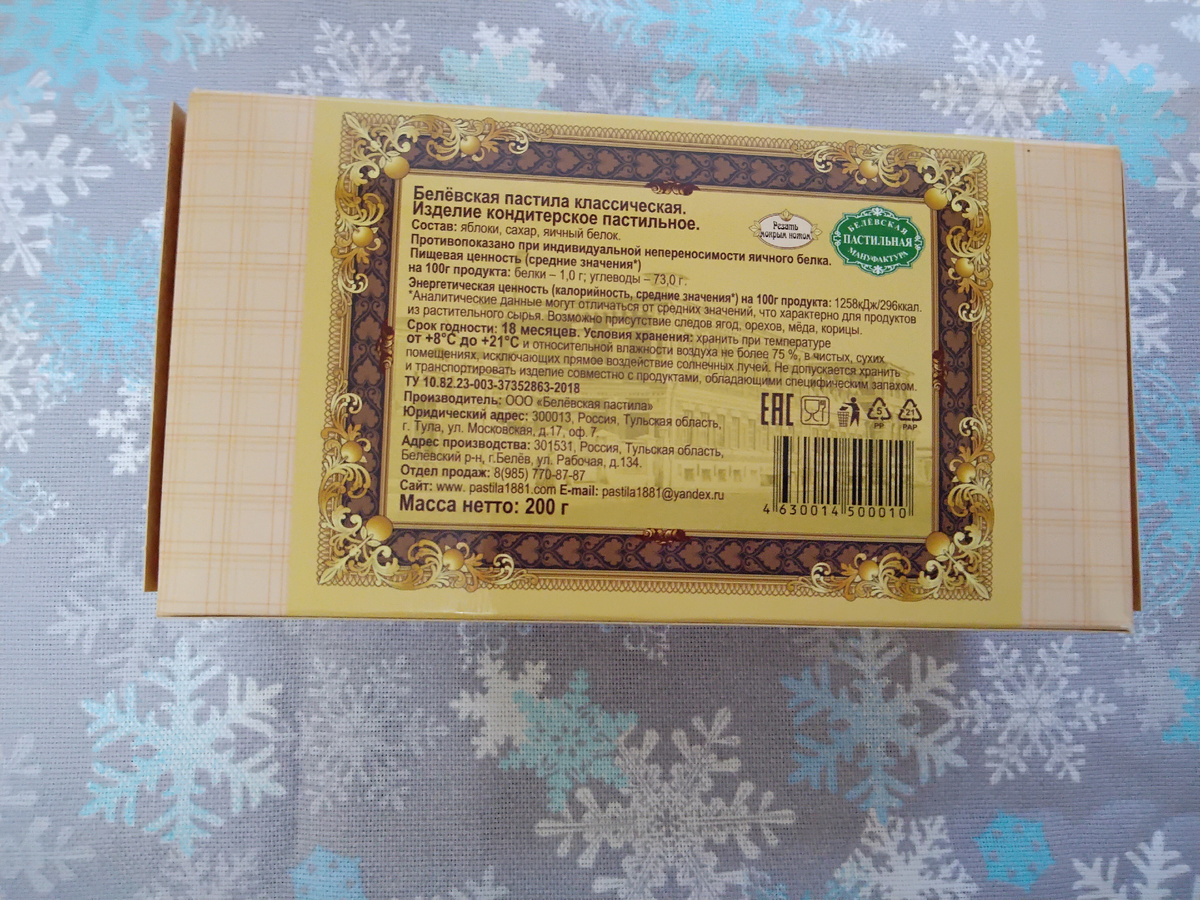 Белёвская пастила классическая.
Изделие кондитерское пастильное.
Состав: яблоки, сахар, яичный белок.
Противопоказано при индивидуальной непереносимости яичного белка.
Пищевая ценность (средние значения*)
на 100г продукта: белки – 1,0 г; углеводы – 73,0 г.
Энергетическая ценность (калорийность, средние значения*) на 100г продукта: 1258кДж/296ккал.
*Аналитические данные могут отличаться от средних значений, что характерно для продуктов
из растительного сырья. Возможно присутствие следов ягод, орехов, мёда, корицы.
Срок годности: 18 месяцев. Условия хранения: хранить при температуре
от +8°C до +21°C и относительной влажности воздуха не более 75 %, в чистых, сухих
помещениях, исключающих прямое воздействие солнечных лучей. Не допускается хранить
и транспортировать изделие совместно с продуктами, обладающими специфическим запахом.
ТУ 10.82.23-003-37352863-2018
Производитель: ООО «Белёвская пастила»
Юридический адрес: 300013, Россия, Тульская область,
г. Тула, ул. Московская, д.17, оф. 7.
Адрес производства: 301531, Россия, Тульская область,
Белёвский р-н, г.Белёв, ул. Рабочая, д.134.
Отдел продаж: 8(985) 770-87-87
Сайт: www. pastila1881.com E-mail: pastila1881@yandex.ru
Масса нетто: 200 г
Резать
мокрым ножом
БЕЛЁВСКАЯ
ПАСТИЛЬНАЯ
МАНУФАКТУРА
EAC
5
PP
21
PAP
4 630014 500010